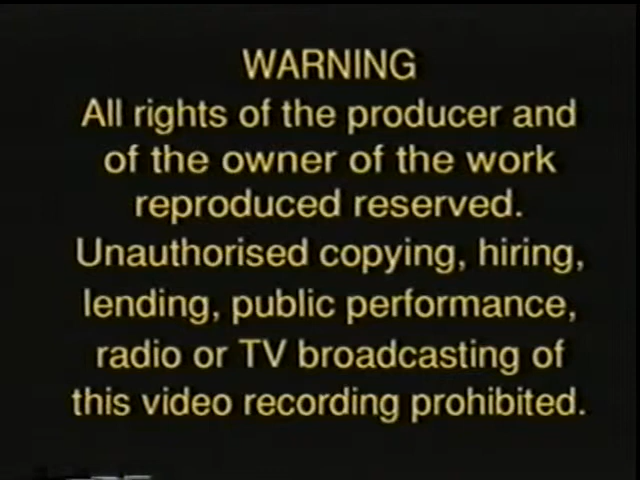 WARNING
All rights of the producer and
of the owner of the work
reproduced reserved.
Unauthorised copying, hiring,
lending, public performance,
radio or TV broadcasting of
this video recording prohibited.